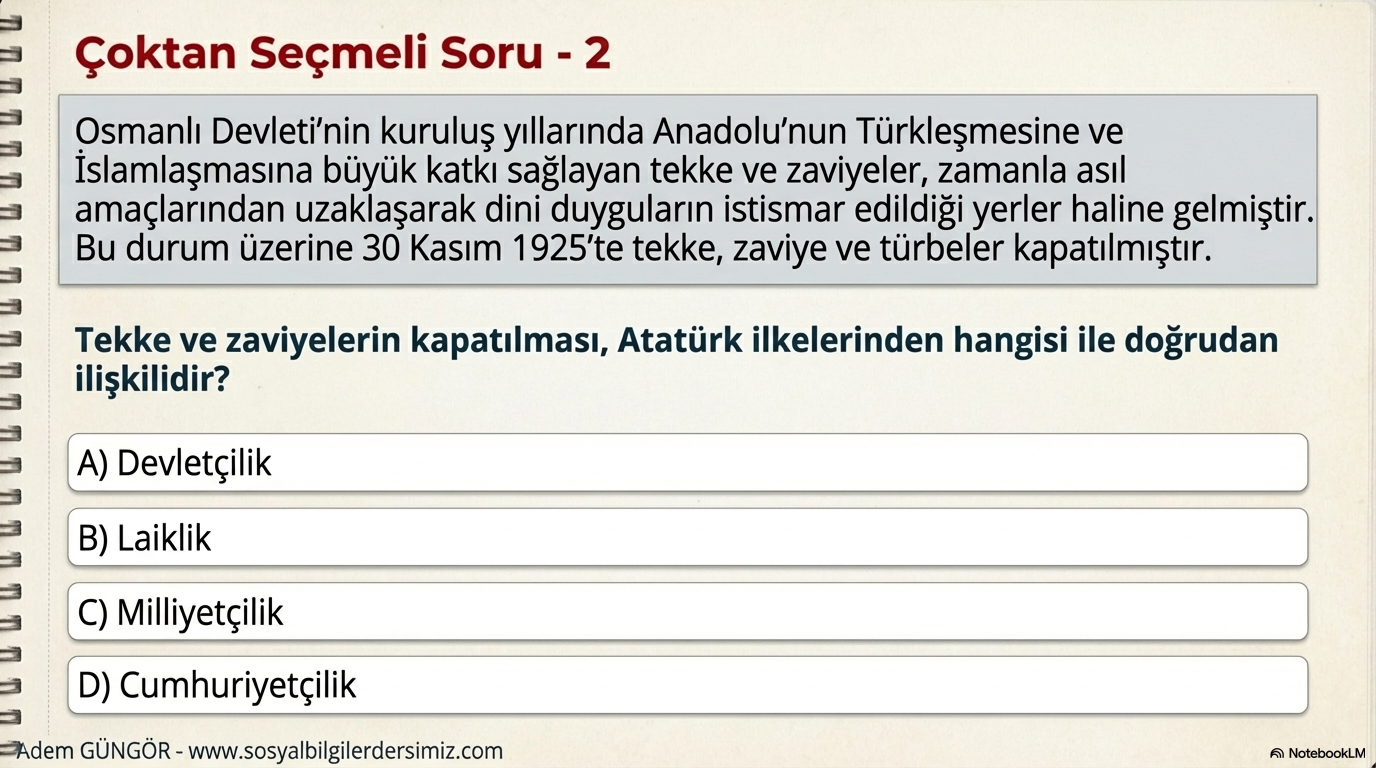 Çoktan Seçmeli Soru - 2
Osmanlı Devleti'nin kuruluş yıllarında Anadolu'nun Türkleşmesine ve
İslamlaşmasına büyük katkı sağlayan tekke ve zaviyeler, zamanla asıl
amaçlarından uzaklaşarak dini duyguların istismar edildiği yerler haline gelmiştir.
Bu durum üzerine 30 Kasım 1925'te tekke, zaviye ve türbeler kapatılmıştır.
Tekke ve zaviyelerin kapatılması, Atatürk ilkelerinden hangisi ile doğrudan
ilişkilidir?
A) Devletçilik
B) Laiklik
C) Milliyetçilik
D) Cumhuriyetçilik
Adem GÜNGÖR - www.sosyalbilgilerdersimiz.com
NotebookLM